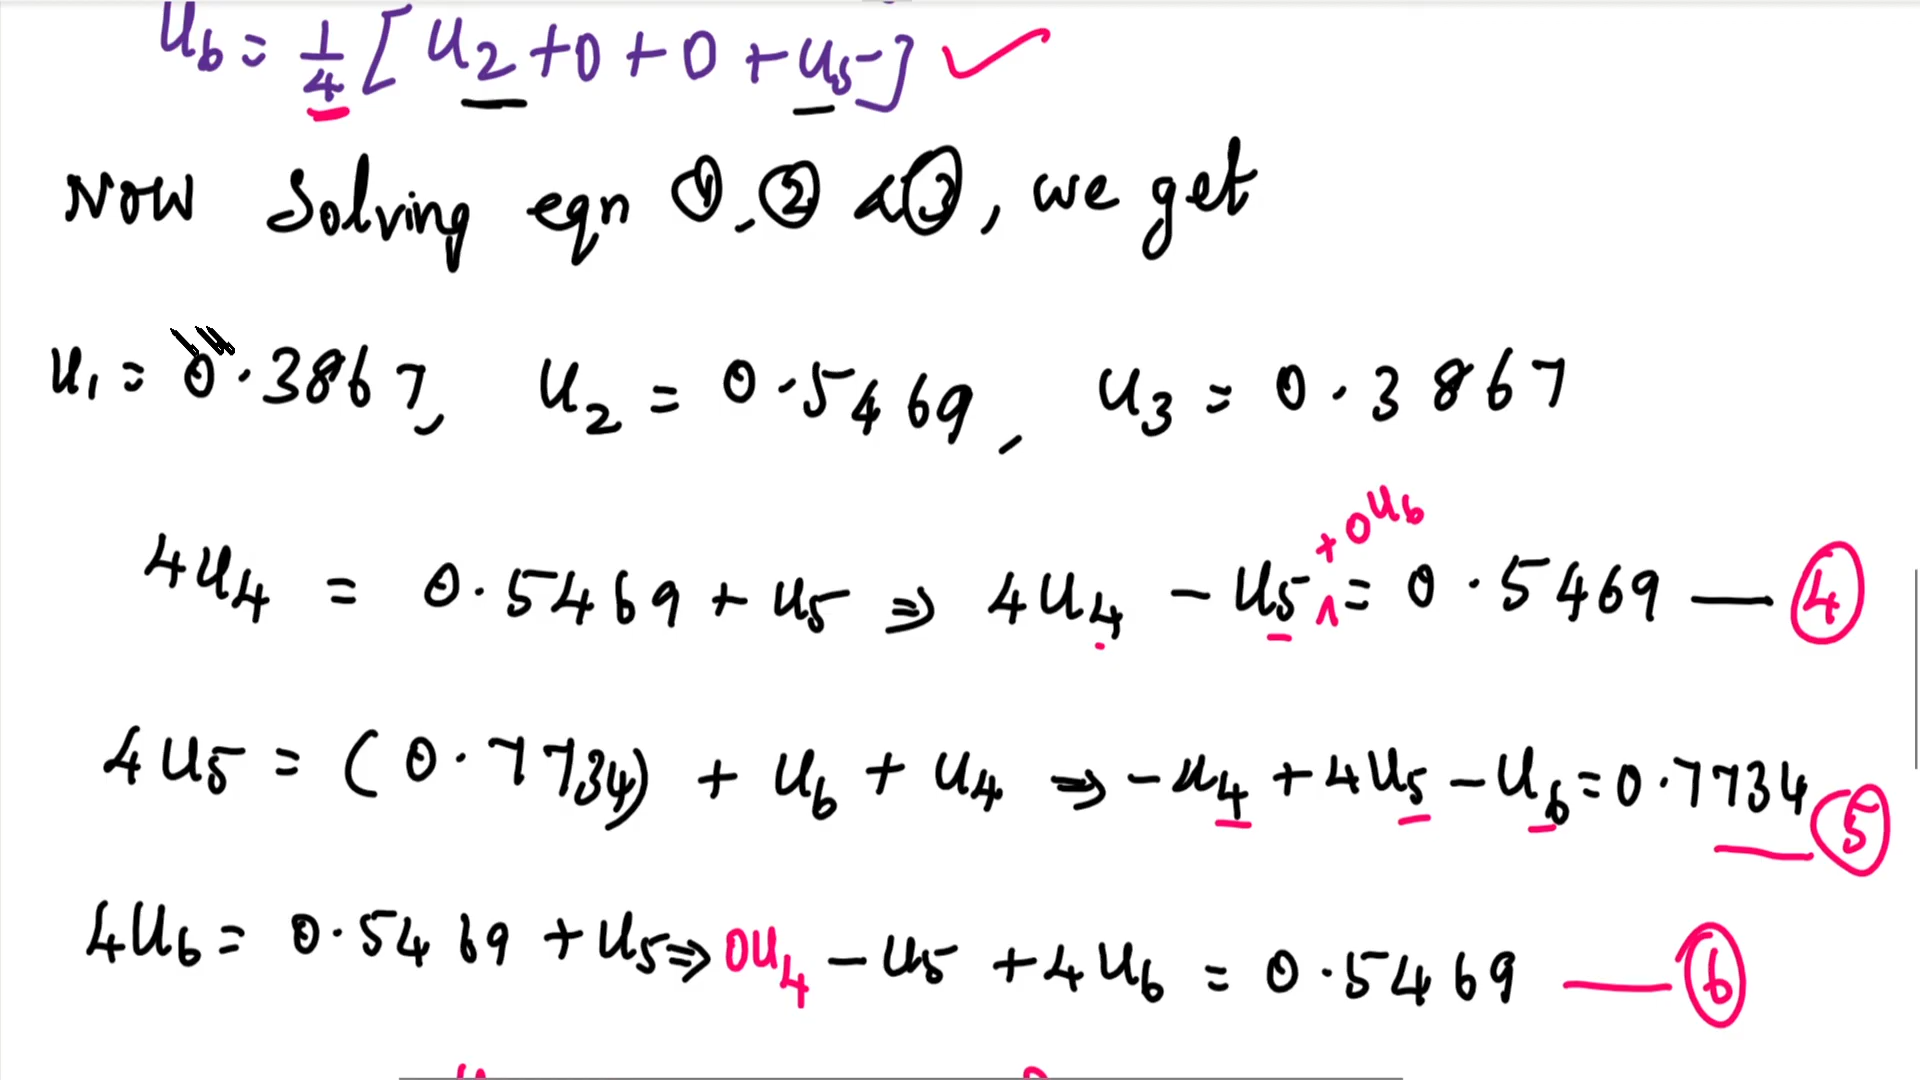 u6 = 1/4 [u2 + 0 + 0 + u5] ✓
Now Solving eqn ①, ② & ③, we get
u1 = 0.3867, u2 = 0.5469, u3 = 0.3867
+0u6
4u4 = 0.5469 + u5 ⇒ 4u4 - u5 ∧ = 0.5469 — ④
4u5 = (0.7734) + u6 + u4 ⇒ -u4 + 4u5 - u6 = 0.7734 ⑤
4u6 = 0.5469 + u5 ⇒ 0u4 - u5 + 4u6 = 0.5469 — ⑥